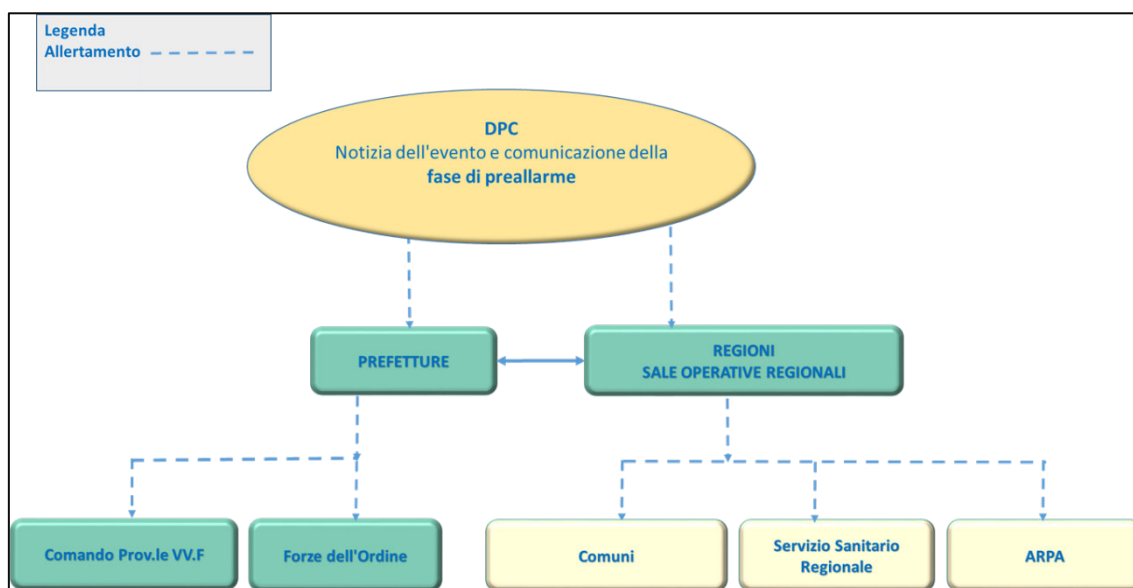 Legenda
Allertamento
DPC
Notizia dell'evento e comunicazione della
fase di preallarme
PREFETTURE
REGIONI
SALE OPERATIVE REGIONALI
Comando Prov.le VV.F
Forze dell'Ordine
Comuni
Servizio Sanitario
Regionale
ARPA